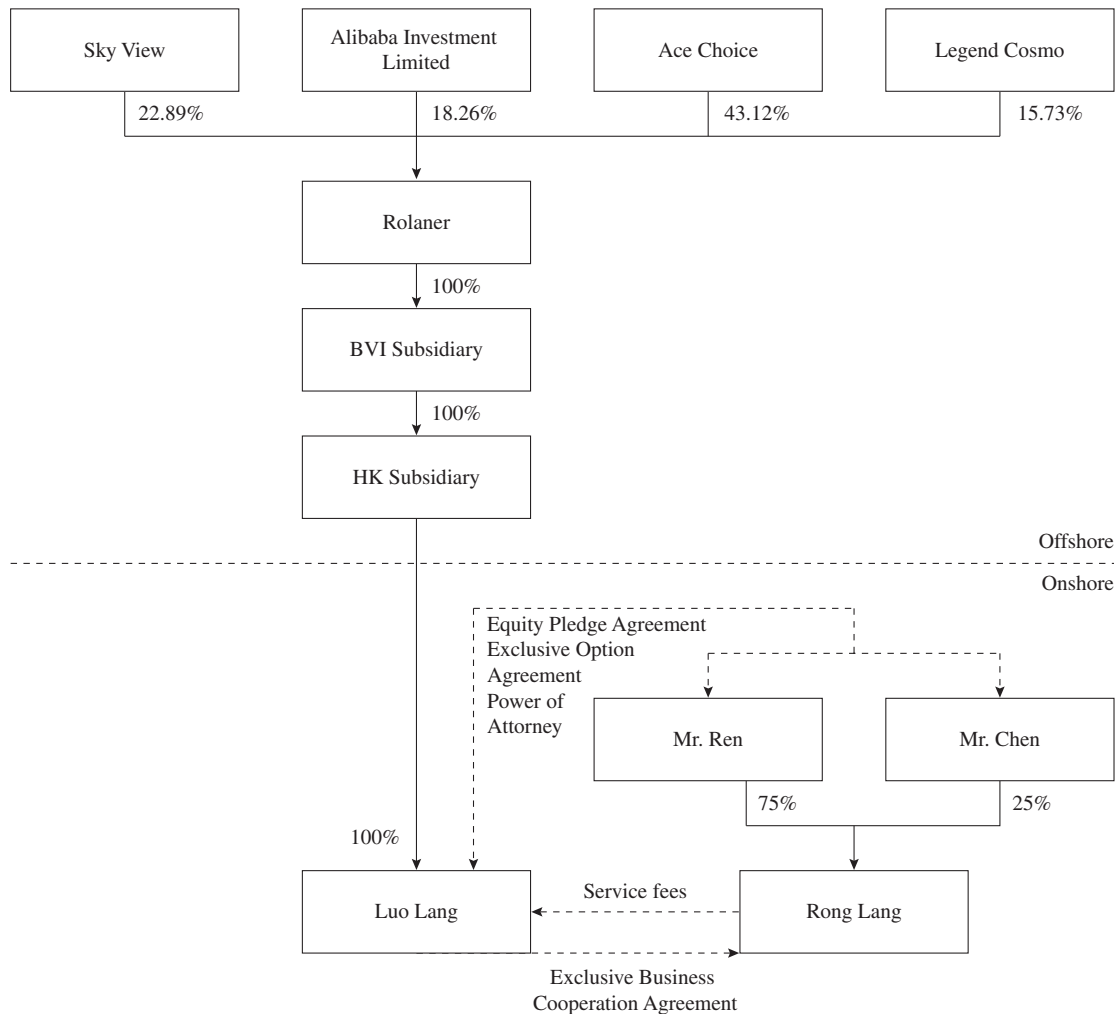 Sky View
Alibaba Investment
Limited
Ace Choice
Legend Cosmo
22.89%
18.26%
43.12%
15.73%
Rolaner
100%
BVI Subsidiary
100%
HK Subsidiary
Offshore
Onshore
Equity Pledge Agreement
Exclusive Option
Agreement
Power of
Attorney
Mr. Ren
Mr. Chen
75%
25%
100%
Luo Lang
Service fees
Rong Lang
Exclusive Business
Cooperation Agreement